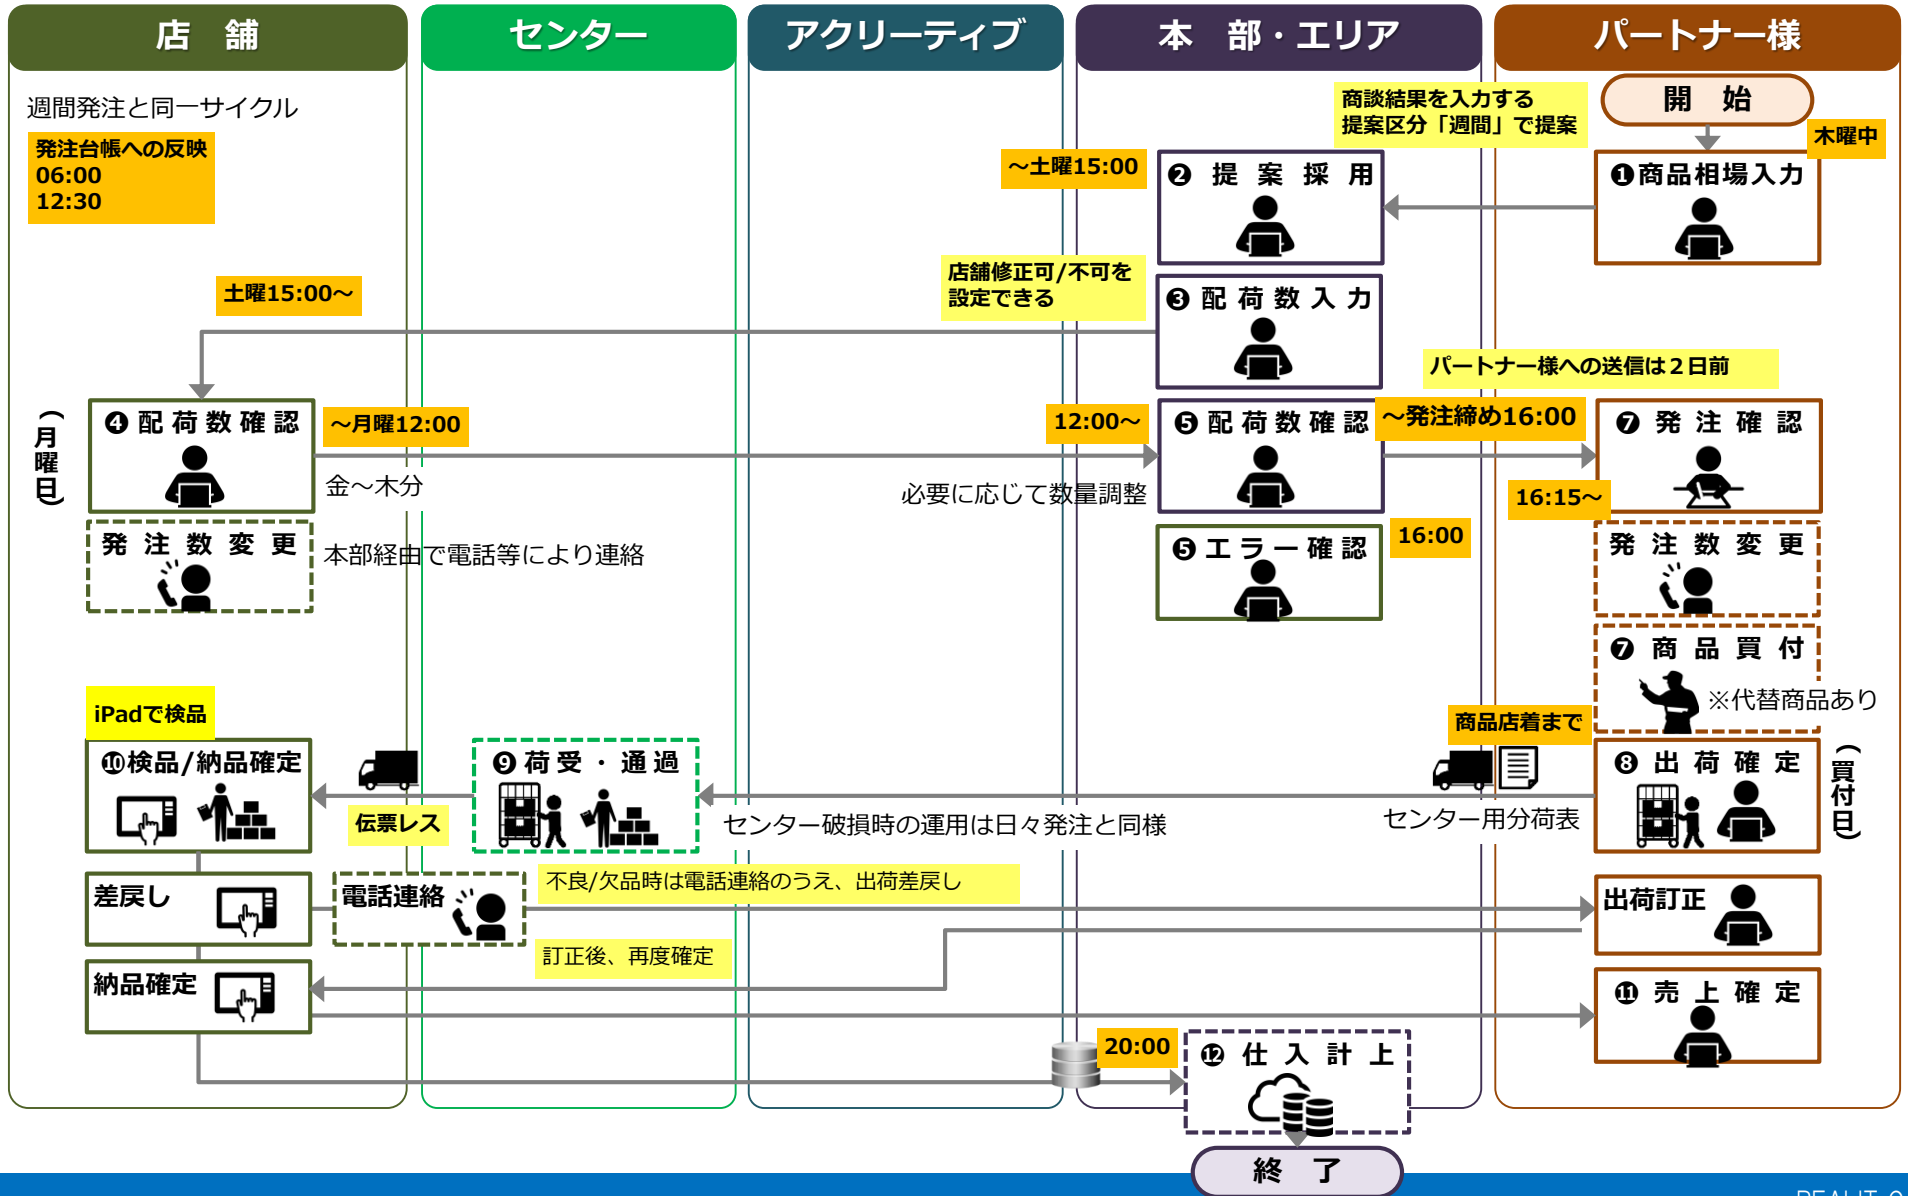 店　舗
センター
アクリーティブ
本　部・エリア
パートナー様
週間発注と同一サイクル
発注台帳への反映
06:00
12:30
商談結果を入力する
提案区分「週間」で提案
開　始
木曜中
～土曜15:00
❷ 提 案 採 用
❶商品相場入力
店舗修正可/不可を
設定できる
土曜15:00～
❸配荷数入力
パートナー様への送信は２日前
（月曜日）
❹配荷数確認
～月曜12:00
12:00～
❺配荷数確認
～発注締め16:00
❼ 発 注 確 認
金～木分
必要に応じて数量調整
16:15～
発 注 数 変 更
本部経由で電話等により連絡
❺エラー確認
16:00
発 注 数 変 更
❼ 商 品 買 付
※代替商品あり
iPadで検品
商品店着まで
❿検品/納品確定
❾荷受・通過
❽ 出 荷 確 定
（買付日）
伝票レス
センター破損時の運用は日々発注と同様
センター用分荷表
差戻し
電話連絡
不良/欠品時は電話連絡のうえ、出荷差戻し
出荷訂正
訂正後、再度確定
納品確定
⓫ 売 上 確 定
20:00
⓬ 仕 入 計 上
終　了